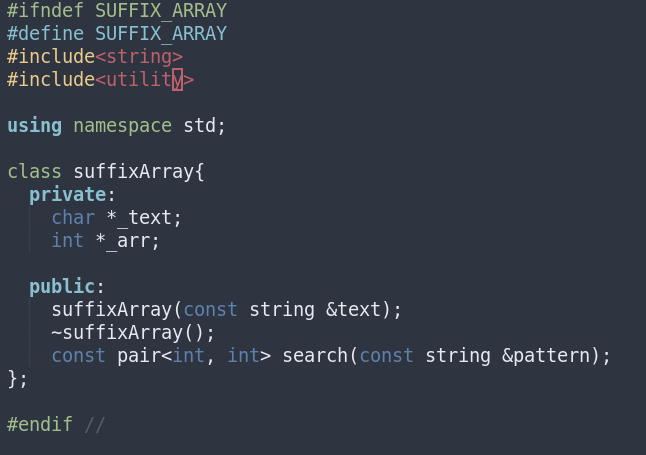 #ifndef SUFFIX_ARRAY
#define SUFFIX_ARRAY
#include<string>
#include<utility>
using namespace std;
class suffixArray{
private:
char *_text;
int *_arr;
public:
suffixArray(const string &text);
~suffixArray();
const pair<int, int> search(const string &pattern);
};
#endif //